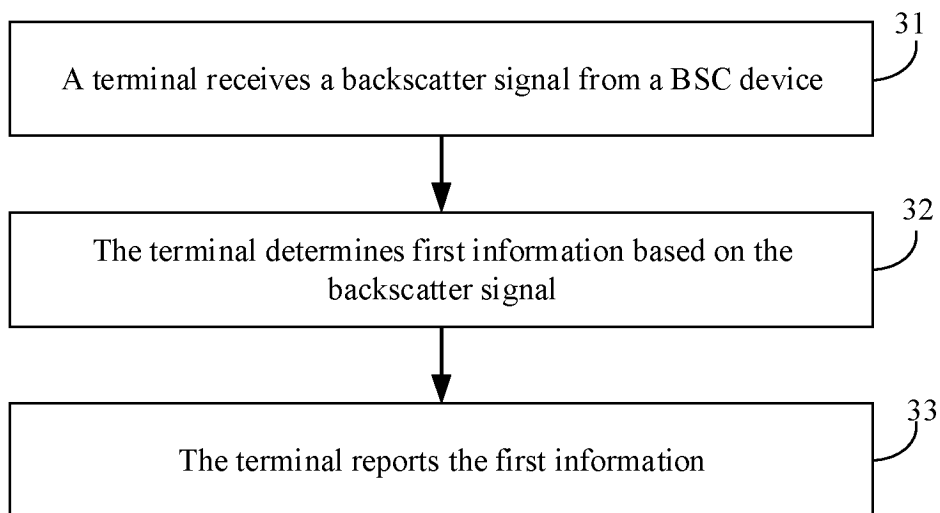 31
A terminal receives a backscatter signal from a BSC device
32
The terminal determines first information based on the
backscatter signal
33
The terminal reports the first information